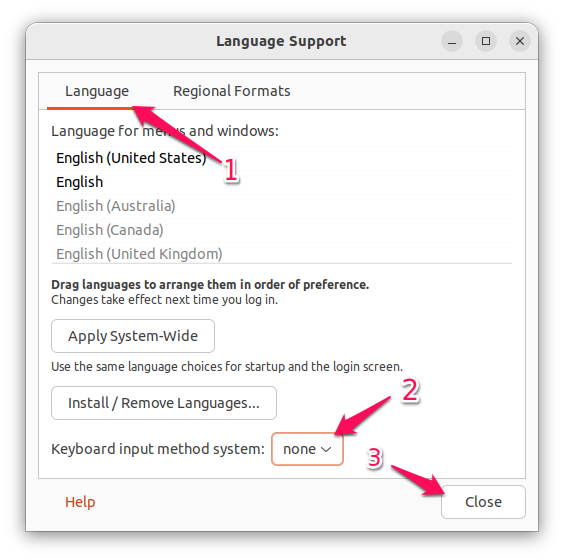 Language Support
Language Regional Formats
1
Language for menus and windows:
English (United States)
English
English (Australia)
English (Canada)
English (United Kingdom)
Drag languages to arrange them in order of preference.
Changes take effect next time you log in.
Apply System-Wide
Use the same language choices for startup and the login screen.
Install / Remove Languages...
2
Keyboard input method system: none
3
Help Close